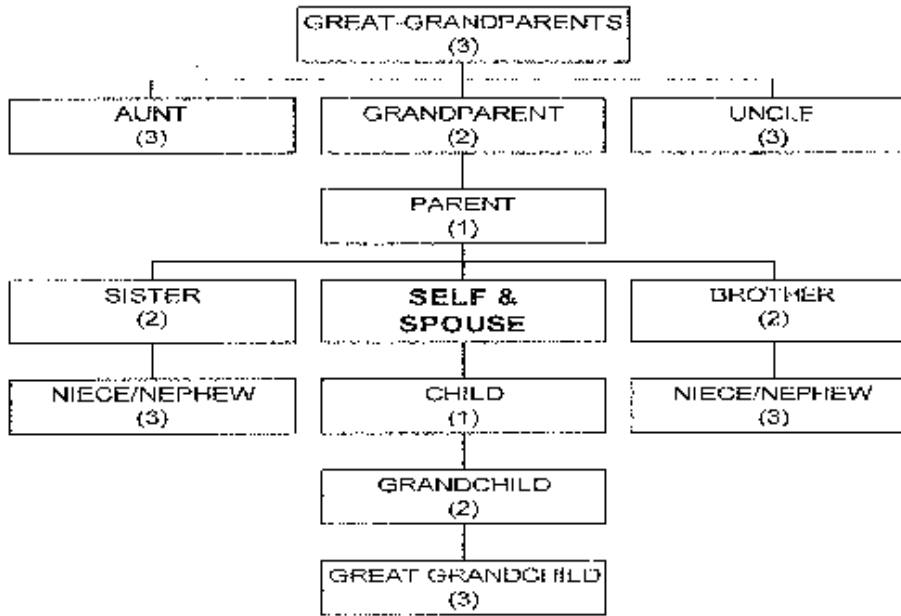 GREAT-GRANDPARENTS
(3)
AUNT
(3)
GRANDPARENT
(2)
UNCLE
(3)
PARENT
(1)
SISTER
(2)
SELF &
SPOUSE
BROTHER
(2)
NIECE/NEPHEW
(3)
CHILD
(1)
NIECE/NEPHEW
(3)
GRANDCHILD
(2)
GREAT GRANDCHILD
(3)